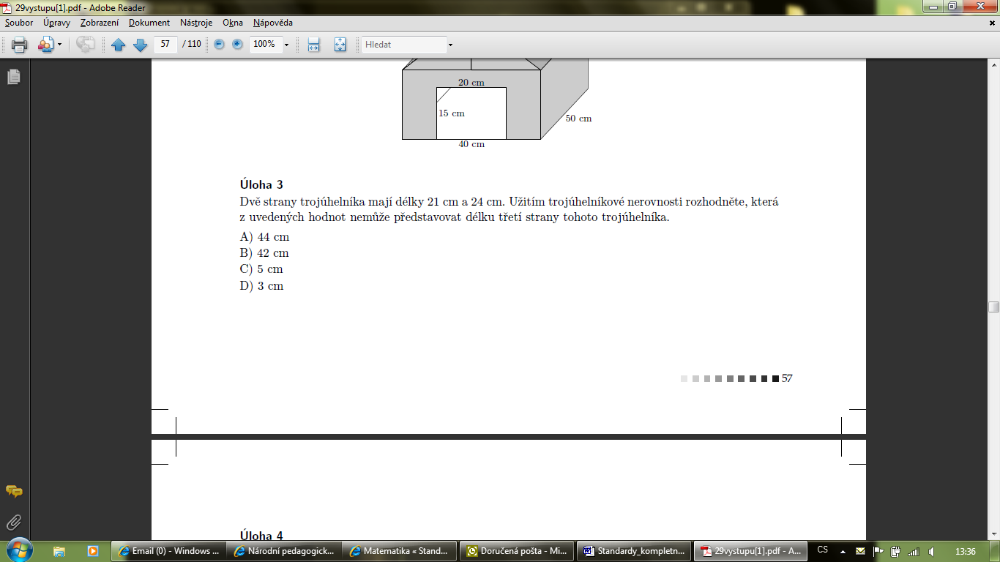 29vystupu[1].pdf - Adobe Reader
Soubor Úpravy Zobrazení Dokument Nástroje Okna Nápověda
57 / 110 100% Hledat
20 cm
15 cm
50 cm
40 cm
Úloha 3
Dvě strany trojúhelníka mají délky 21 cm a 24 cm. Užitím trojúhelníkové nerovnosti rozhodněte, která
z uvedených hodnot nemůže představovat délku třetí strany tohoto trojúhelníka.
A) 44 cm
B) 42 cm
C) 5 cm
D) 3 cm
57
Úloha 4
Email (0) - Windows ... Národní pedagogick... Matematika « Stand... Doručená pošta - Mi... Standardy_kompletn... 29vystupu[1].pdf - A... CS 13:36